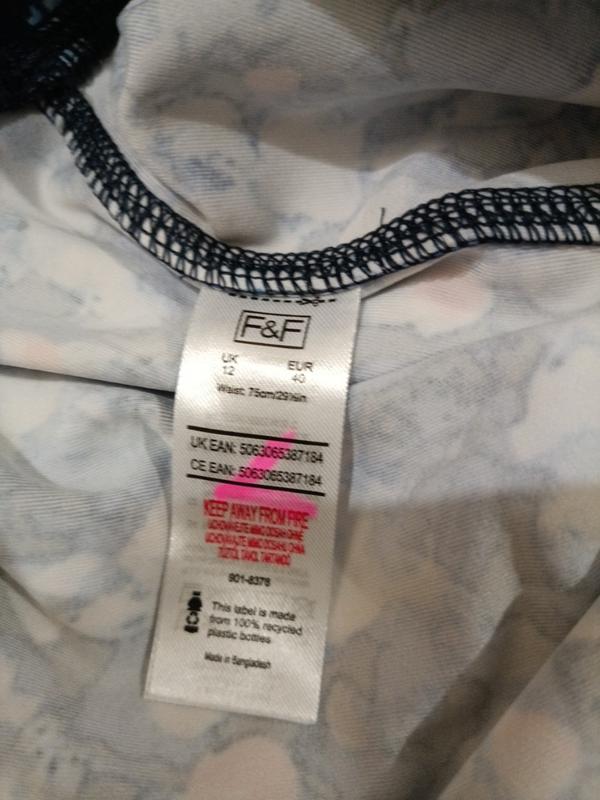 F&F
UK EUR
12 40
Waist: 75cm/29½in
UK EAN: 5063065387184
CE EAN: 5063065387184
KEEP AWAY FROM FIRE
901-8378
This label is made
from 100% recycled
plastic bottles
Made in Bangladesh